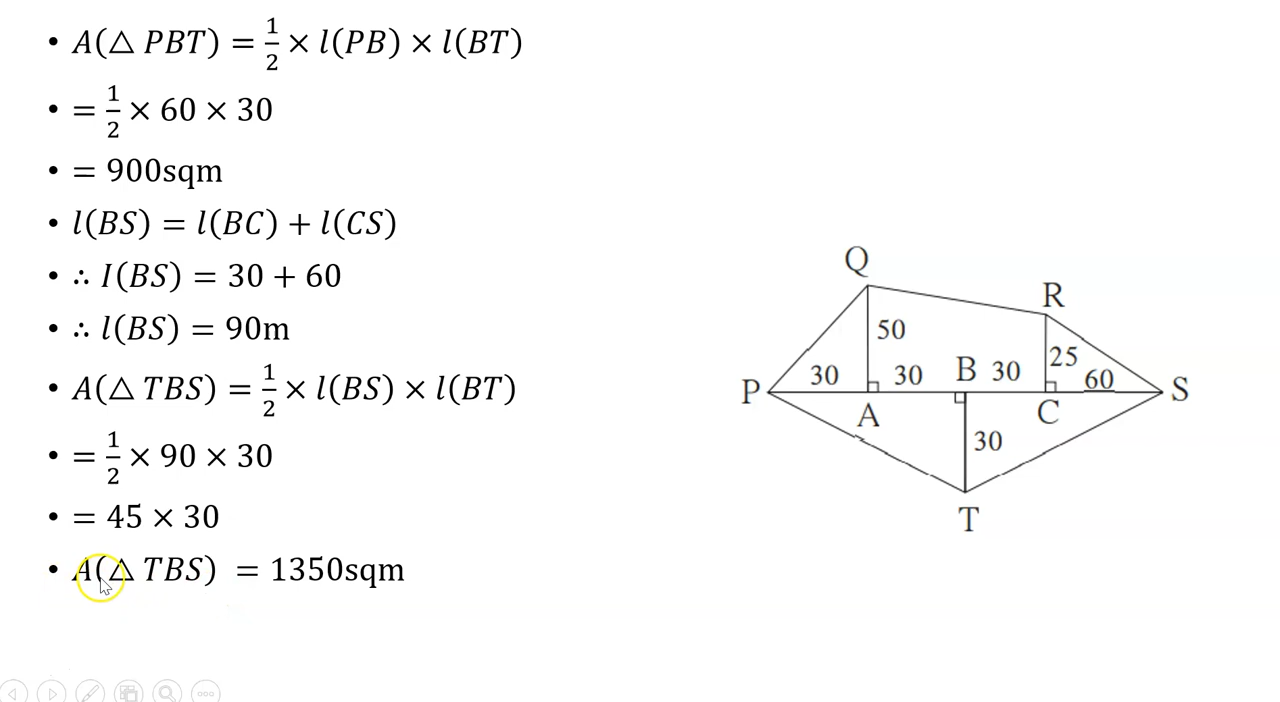 • A(△ PBT) = 1/2 × l(PB) × l(BT)
• = 1/2 × 60 × 30
• = 900sqm
• l(BS) = l(BC) + l(CS)
• ∴ I(BS) = 30 + 60
• ∴ l(BS) = 90m
• A(△ TBS) = 1/2 × l(BS) × l(BT)
• = 1/2 × 90 × 30
• = 45 × 30
• A(△ TBS) = 1350sqm
Q
R
50
25
P 30 30 B 30 60 S
A C
30
T